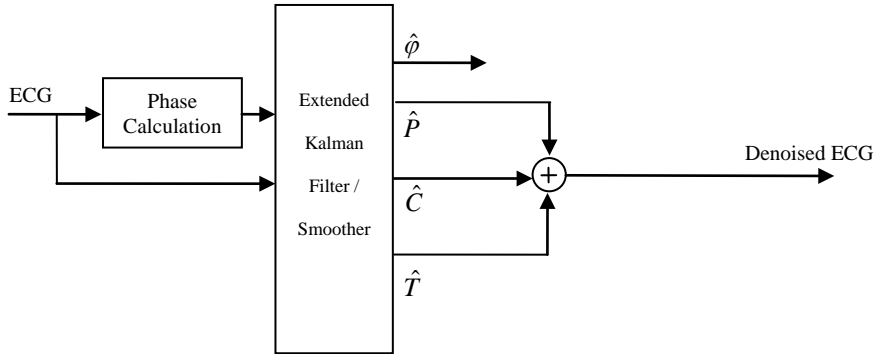 ECG
Phase
Calculation
Extended
Kalman
Filter /
Smoother
φ̂
P̂
Ĉ
T̂
+
Denoised ECG